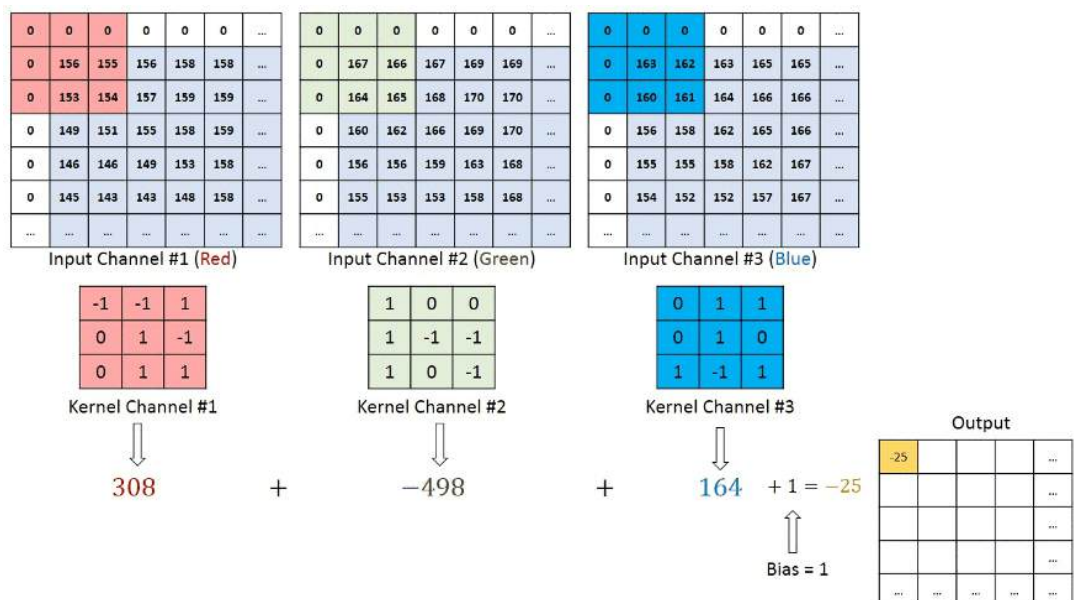 0 0 0 0 0 0 ... 0 0 0 0 0 0 ... 0 0 0 0 0 0 ...
0 156 155 156 158 158 ... 0 167 166 167 169 169 ... 0 163 162 163 165 165 ...
0 153 154 157 159 159 ... 0 164 165 168 170 170 ... 0 160 161 164 166 166 ...
0 149 151 155 158 159 ... 0 160 162 166 169 170 ... 0 156 158 162 165 166 ...
0 146 146 149 153 158 ... 0 156 156 159 163 168 ... 0 155 155 158 162 167 ...
0 145 143 143 148 158 ... 0 155 153 153 158 168 ... 0 154 152 152 157 167 ...
... ... ... ... ... ... ... ... ... ... ... ... ... ... ... ... ... ... ... ... ...
Input Channel #1 (Red) Input Channel #2 (Green) Input Channel #3 (Blue)
-1 -1 1 1 0 0 0 1 1
0 1 -1 1 -1 -1 0 1 0
0 1 1 1 0 -1 1 -1 1
Kernel Channel #1 Kernel Channel #2 Kernel Channel #3
308 + −498 + 164 + 1 = −25
Bias = 1
Output
-25 ...
...
...
...
... ... ... ... ...